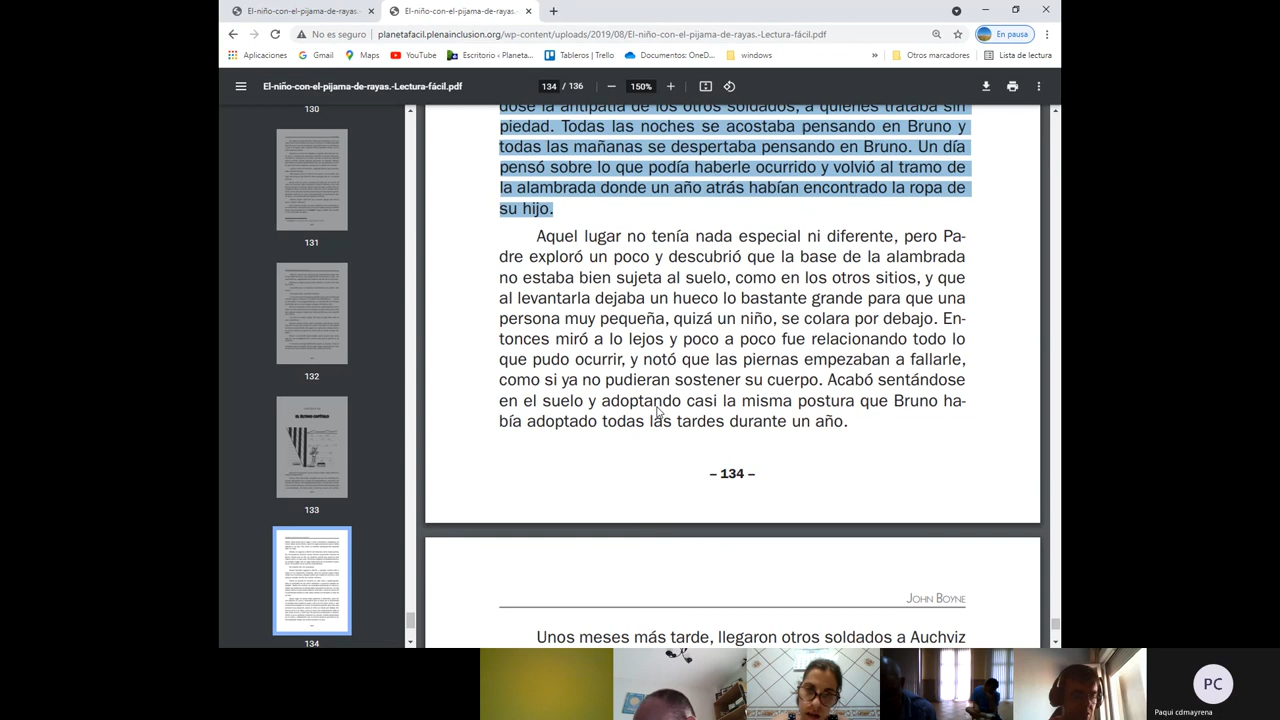 El-niño-con-el-pijama-de-rayas.-
El-niño-con-el-pijama-de-rayas.-
No es seguro
planetafacil.plenainclusion.org/wp-content/uploads/2019/08/El-niño-con-el-pijama-de-rayas.-Lectura-fácil.pdf
En pausa
Aplicaciones
Gmail
Maps
YouTube
Escritorio ‹ Planeta...
Tableros | Trello
Documentos: OneD...
windows
»
Otros marcadores
Lista de lectura
El-niño-con-el-pijama-de-rayas.-Lectura-fácil.pdf
134 / 136
150%
130
131
132
133
134
dose la antipatía de los otros soldados, a quienes trataba sin
piedad. Todas las noches se acostaba pensando en Bruno y
todas las mañanas se despertaba pensando en Bruno. Un día
pensó en lo que podía haber ocurrido y volvió al tramo de
la alambrada donde un año atrás habían encontrado la ropa de
su hijo.
Aquel lugar no tenía nada especial ni diferente, pero Pa-
dre exploró un poco y descubrió que la base de la alambrada
no estaba bien sujeta al suelo como en los otros sitios, y que
al levantarla dejaba un hueco lo bastante grande para que una
persona muy pequeña, quizá un niño, se colara por debajo. En-
tonces miró a lo lejos y poco a poco fue relacionando todo lo
que pudo ocurrir, y notó que las piernas empezaban a fallarle,
como si ya no pudieran sostener su cuerpo. Acabó sentándose
en el suelo y adoptando casi la misma postura que Bruno ha-
bía adoptado todas las tardes durante un año.
– 134 –
JOHN BOYNE
Unos meses más tarde, llegaron otros soldados a Auchviz
PC
Paqui cdmayrena